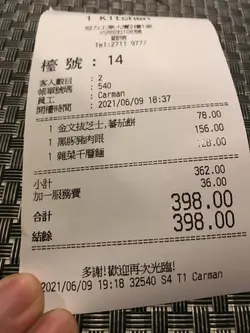 1 Kitchen
Tel:2711 9777
檯號: 14
客人數目 : 2
帳單號碼 : 540
員工 : Carman
開檯時間 : 2021/06/09 18:37
1 金文拔芝士,蕃茄餅 78.00
1 黑豚豬肉眼 156.00
1 雜菜千層麵 128.00
小計 362.00
加一服務費 36.00
合計 398.00
結餘 398.00
多謝!歡迎再次光臨!
2021/06/09 19:18 32540 S4 T1 Carman